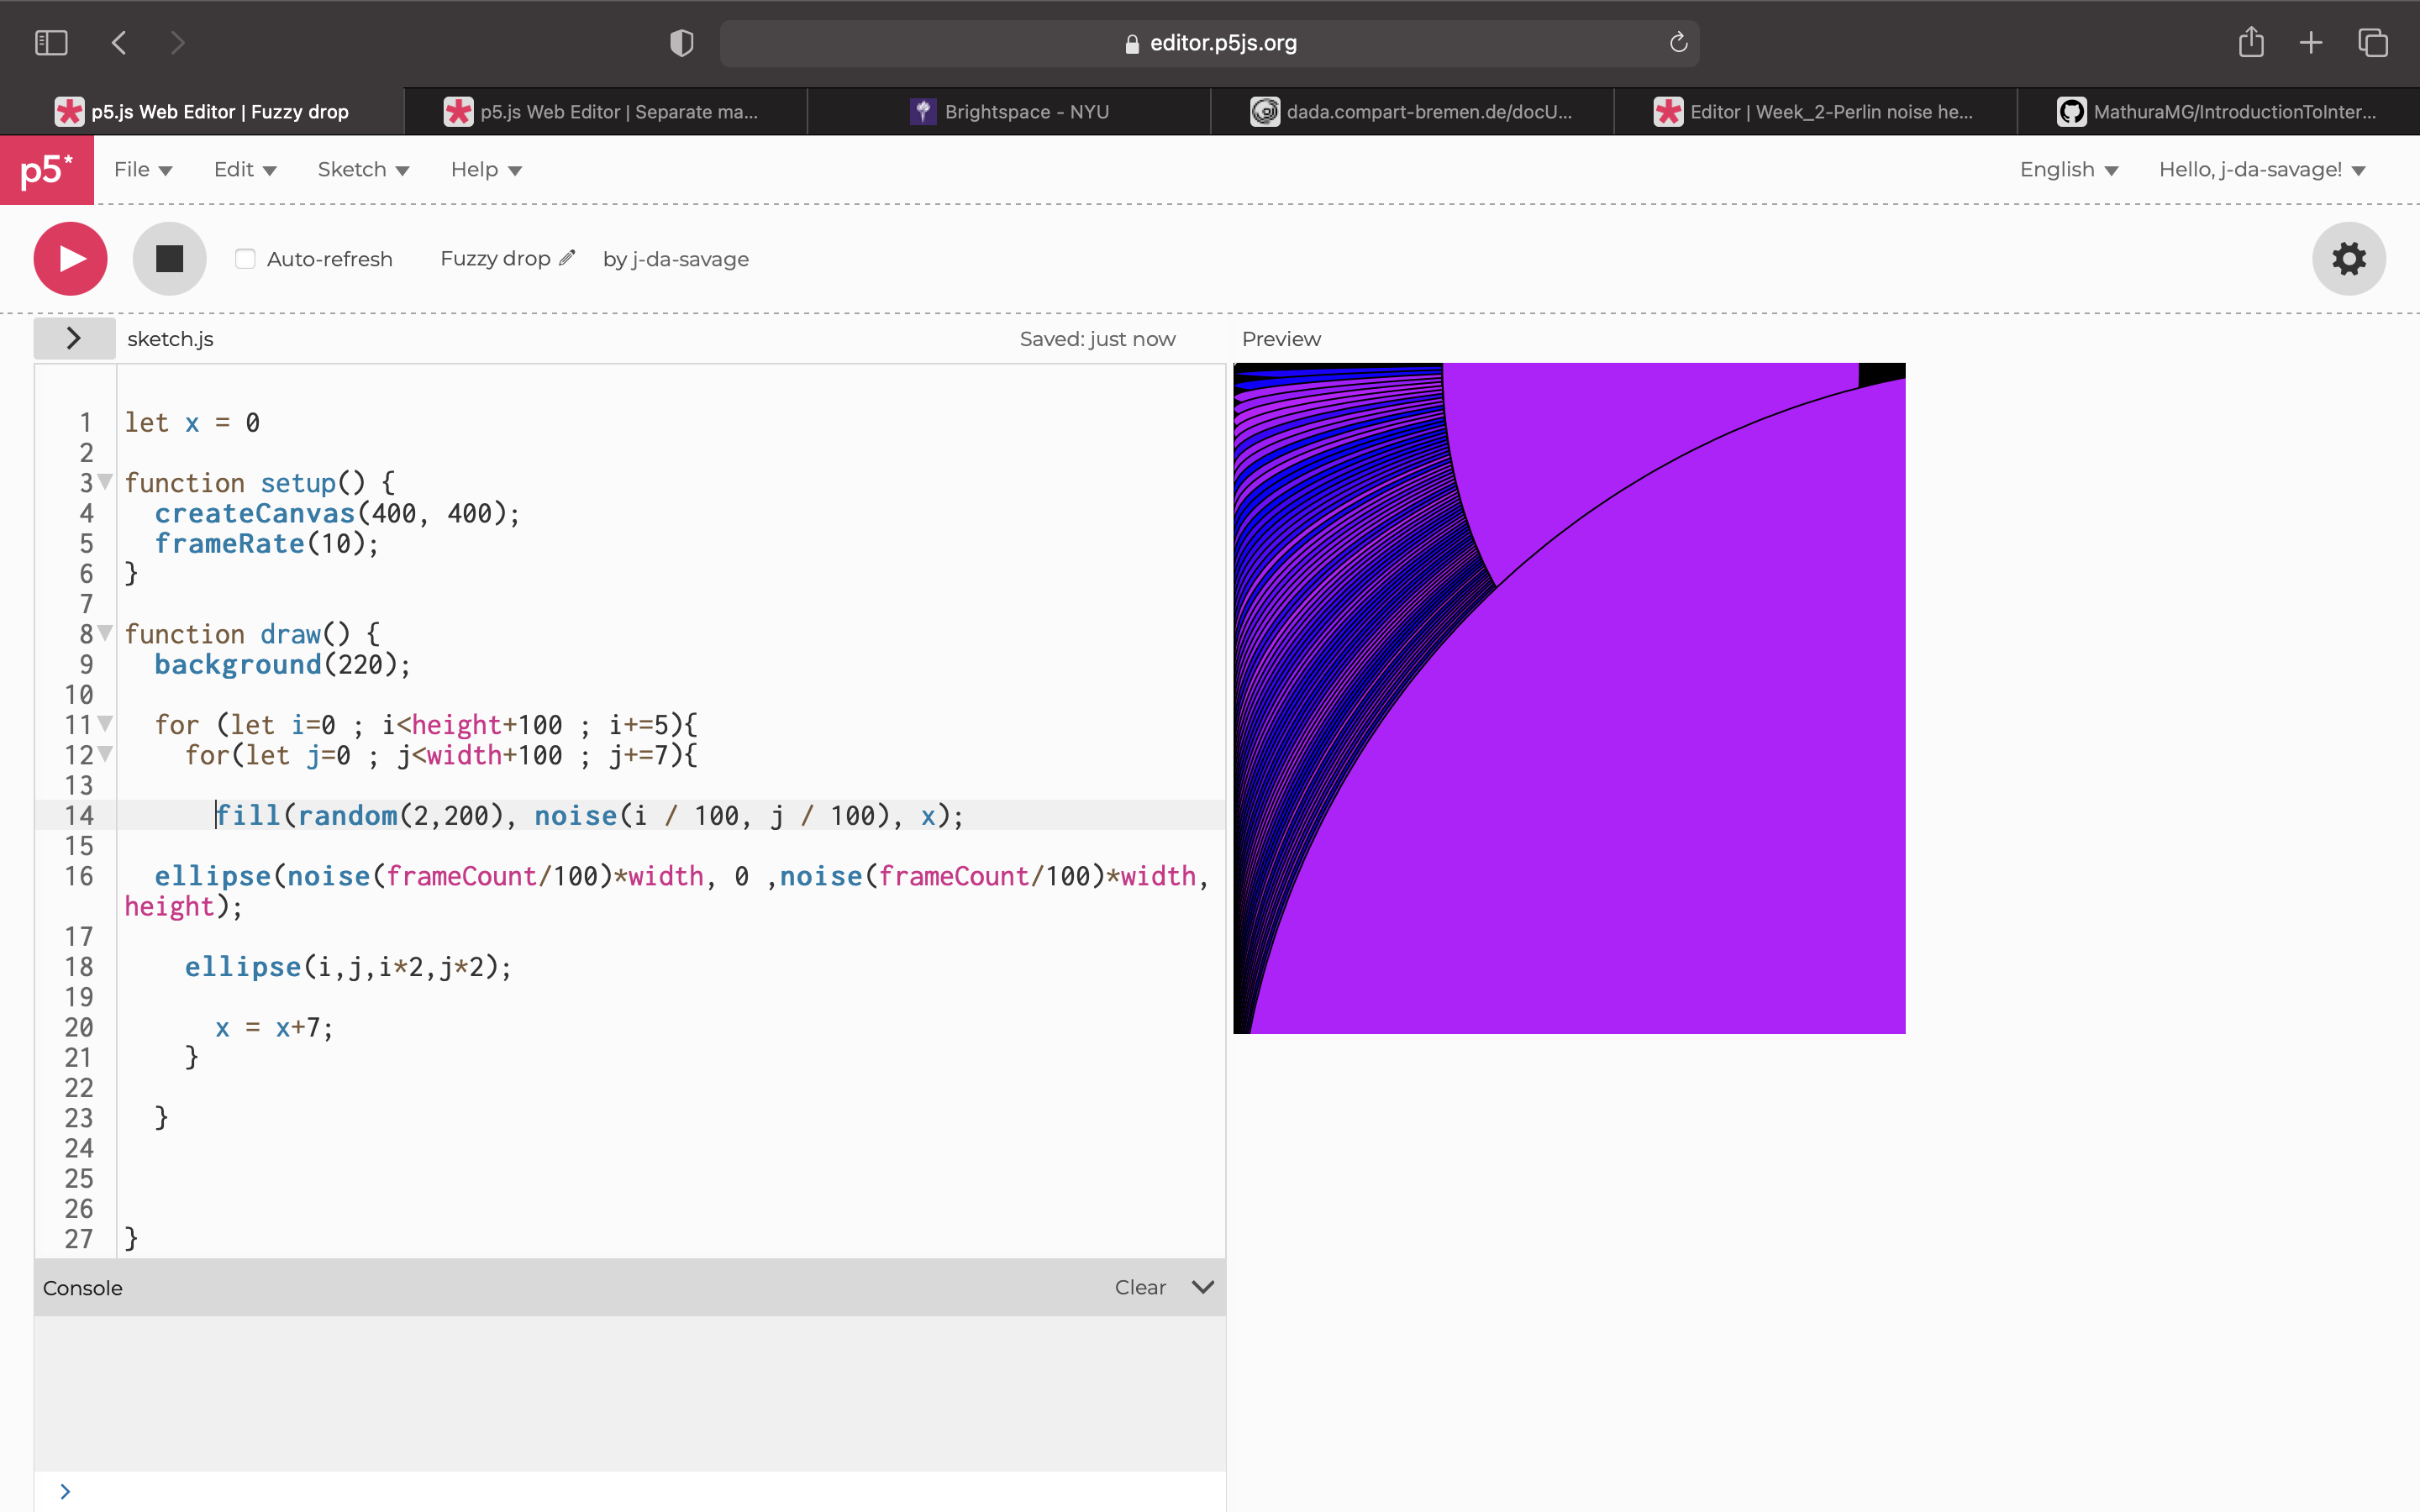 editor.p5js.org
p5.js Web Editor | Fuzzy drop
p5.js Web Editor | Separate ma...
Brightspace - NYU
dada.compart-bremen.de/docU...
Editor | Week_2-Perlin noise he...
MathuraMG/IntroductionToInter...
p5*
File
Edit
Sketch
Help
English
Hello, j-da-savage!
Auto-refresh
Fuzzy drop
by j-da-savage
sketch.js
Saved: just now
Preview
1 let x = 0
2
3 function setup() {
4 createCanvas(400, 400);
5 frameRate(10);
6 }
7
8 function draw() {
9 background(220);
10
11 for (let i=0 ; i<height+100 ; i+=5){
12 for(let j=0 ; j<width+100 ; j+=7){
13
14 fill(random(2,200), noise(i / 100, j / 100), x);
15
16 ellipse(noise(frameCount/100)*width, 0 ,noise(frameCount/100)*width,
height);
17
18 ellipse(i,j,i*2,j*2);
19
20 x = x+7;
21 }
22
23 }
24
25
26
27 }
Console
Clear